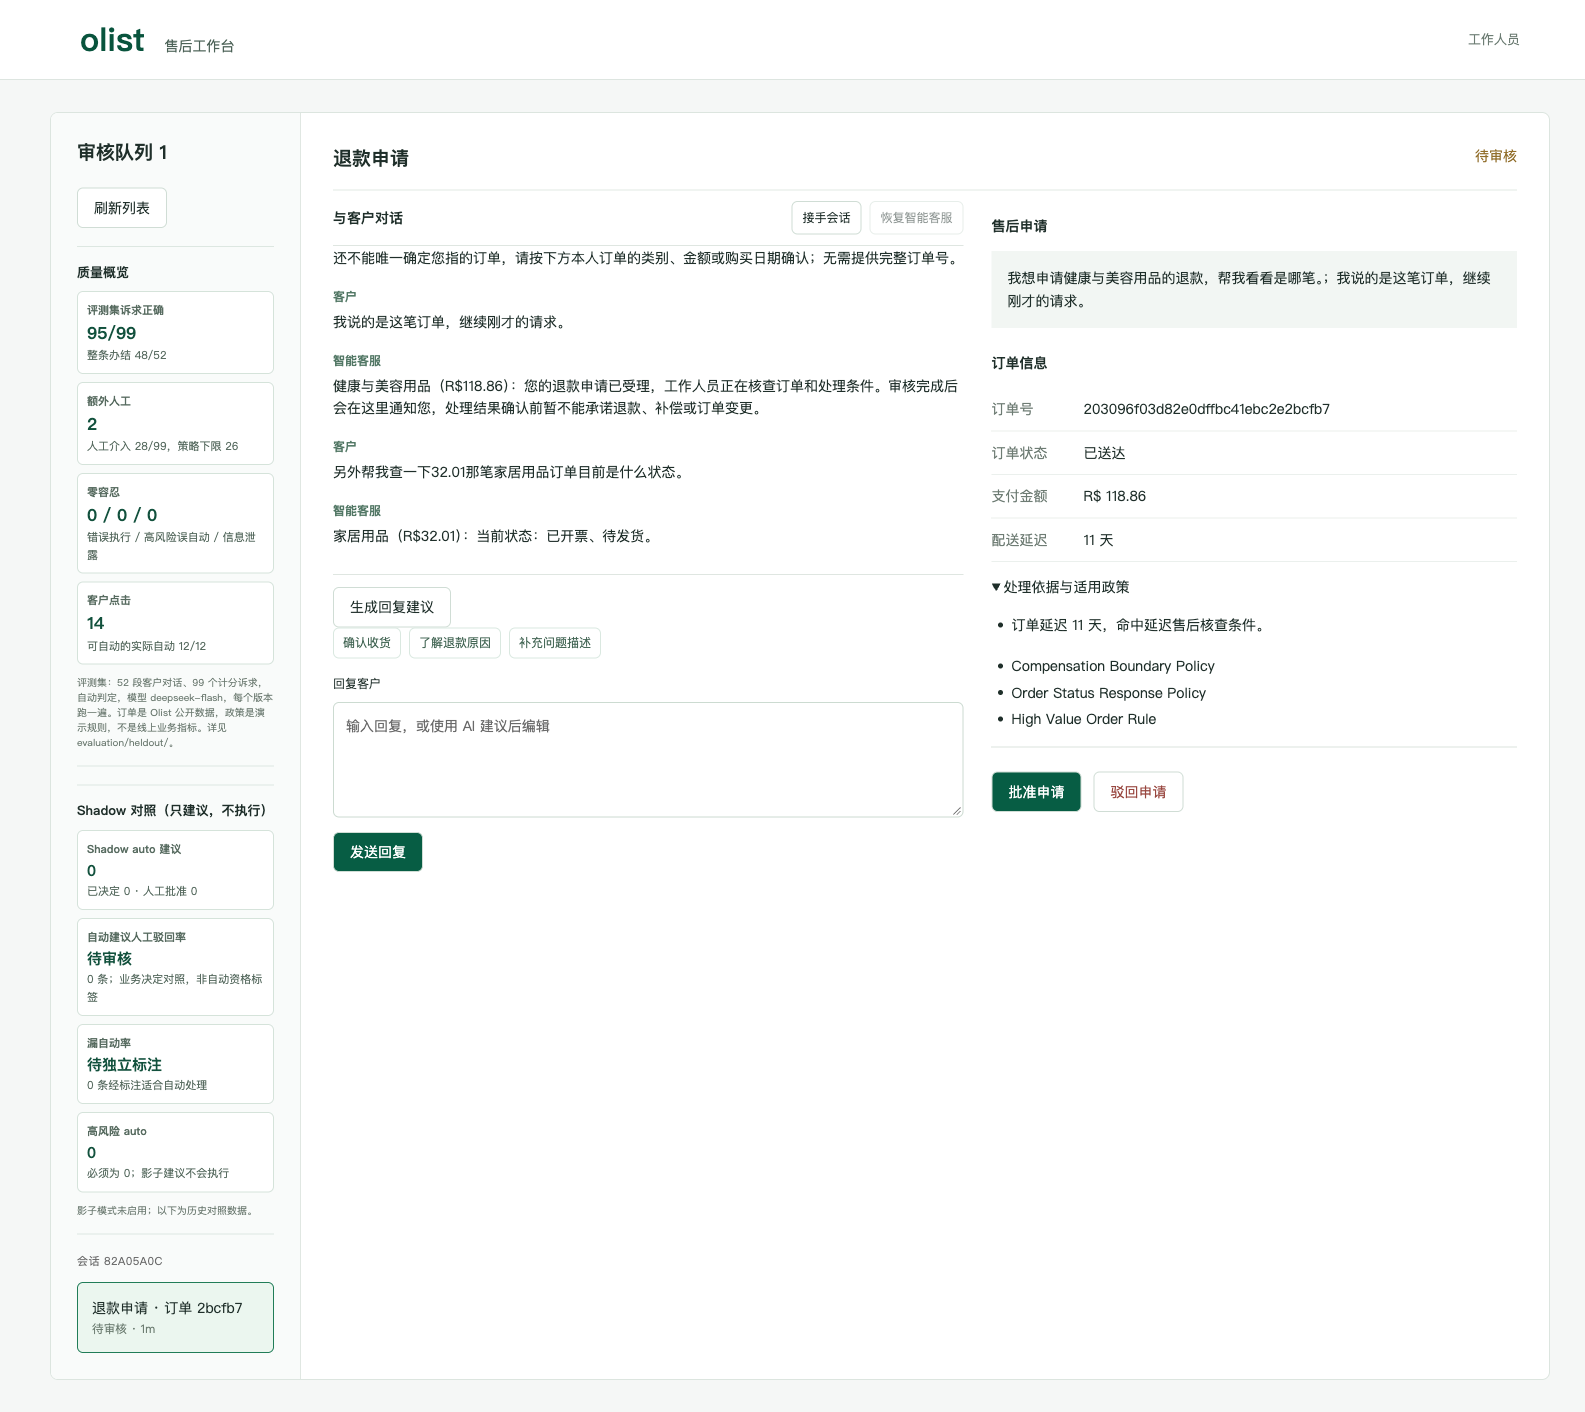 olist 售后工作台
工作人员
审核队列 1
刷新列表
质量概览
评测集诉求正确
95/99
整条办结 48/52
额外人工
2
人工介入 28/99，策略下限 26
零容忍
0 / 0 / 0
错误执行 / 高风险误自动 / 信息泄
露
客户点击
14
可自动的实际自动 12/12
评测集：52 段客户对话、99 个计分诉求，
自动判定，模型 deepseek-flash，每个版本
跑一遍。订单是 Olist 公开数据，政策是演
示规则，不是线上业务指标。详见
evaluation/heldout/。
Shadow 对照（只建议，不执行）
Shadow auto 建议
0
已决定 0 · 人工批准 0
自动建议人工驳回率
待审核
0 条；业务决定对照，非自动资格标
签
漏自动率
待独立标注
0 条经标注适合自动处理
高风险 auto
0
必须为 0；影子建议不会执行
影子模式未启用；以下为历史对照数据。
会话 82A05A0C
退款申请 · 订单 2bcfb7
待审核 · 1m
退款申请
待审核
与客户对话
接手会话
恢复智能客服
还不能唯一确定您指的订单，请按下方本人订单的类别、金额或购买日期确认；无需提供完整订单号。
客户
我说的是这笔订单，继续刚才的请求。
智能客服
健康与美容用品（R$118.86）：您的退款申请已受理，工作人员正在核查订单和处理条件。审核完成后
会在这里通知您，处理结果确认前暂不能承诺退款、补偿或订单变更。
客户
另外帮我查一下32.01那笔家居用品订单目前是什么状态。
智能客服
家居用品（R$32.01）：当前状态：已开票、待发货。
生成回复建议
确认收货
了解退款原因
补充问题描述
回复客户
输入回复，或使用 AI 建议后编辑
发送回复
售后申请
我想申请健康与美容用品的退款，帮我看看是哪笔。；我说的是这笔订单，继续
刚才的请求。
订单信息
订单号 203096f03d82e0dffbc41ebc2e2bcfb7
订单状态 已送达
支付金额 R$ 118.86
配送延迟 11 天
▼处理依据与适用政策
• 订单延迟 11 天，命中延迟售后核查条件。
• Compensation Boundary Policy
• Order Status Response Policy
• High Value Order Rule
批准申请
驳回申请